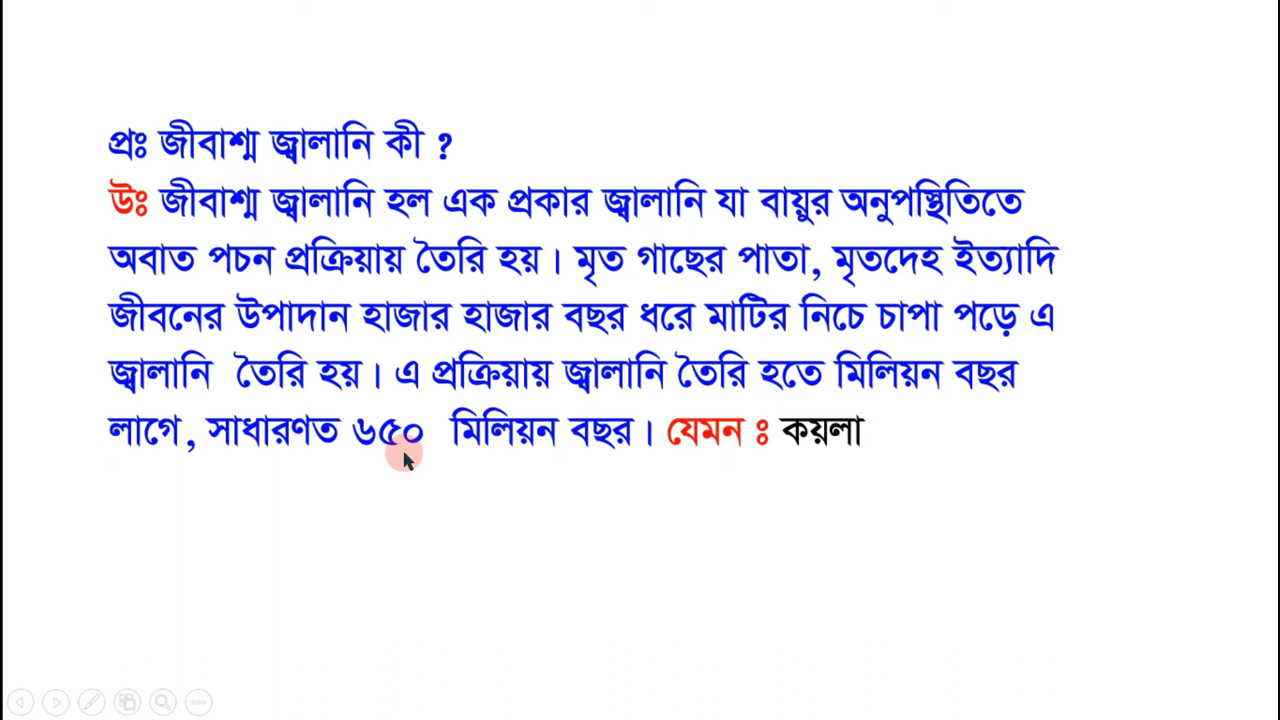 প্রঃ জীবাশ্ম জ্বালানি কী ?
উঃ জীবাশ্ম জ্বালানি হল এক প্রকার জ্বালানি যা বায়ুর অনুপস্থিতিতে
অবাত পচন প্রক্রিয়ায় তৈরি হয়। মৃত গাছের পাতা, মৃতদেহ ইত্যাদি
জীবনের উপাদান হাজার হাজার বছর ধরে মাটির নিচে চাপা পড়ে এ
জ্বালানি তৈরি হয়। এ প্রক্রিয়ায় জ্বালানি তৈরি হতে মিলিয়ন বছর
লাগে, সাধারণত ৬৫০ মিলিয়ন বছর। যেমন ঃ কয়লা